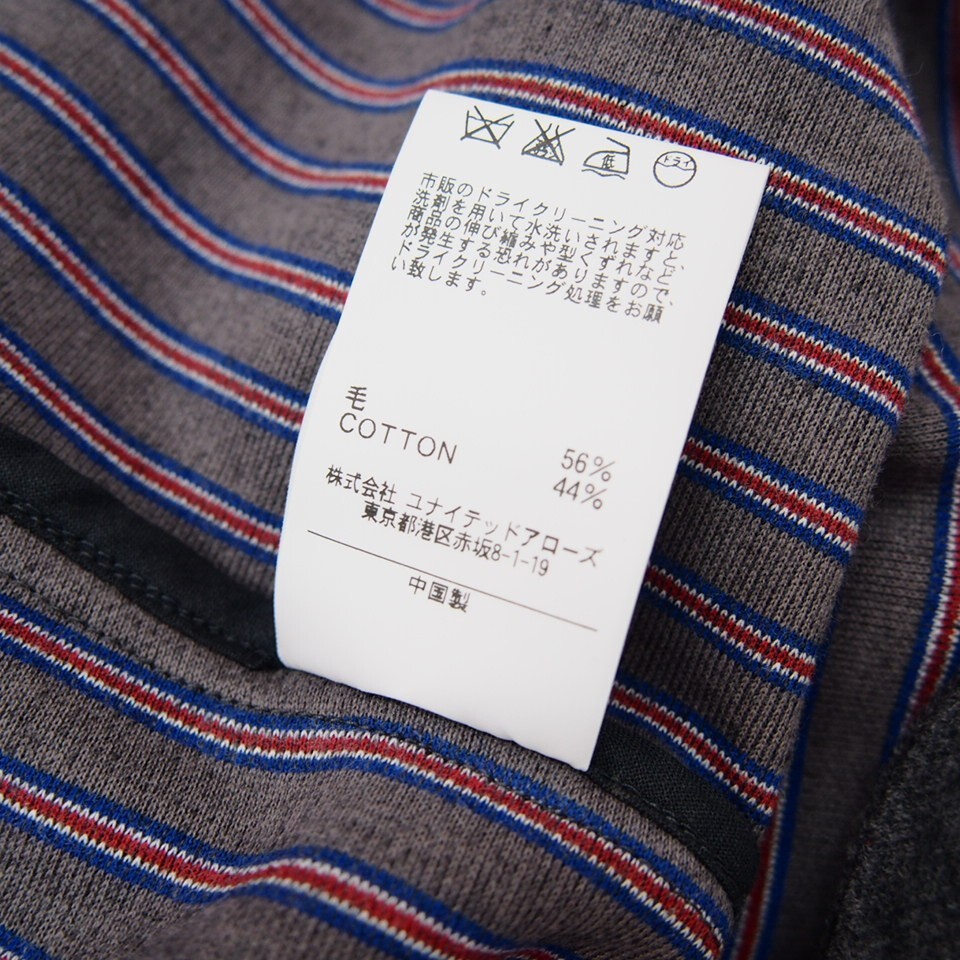 低 ドライ
市販のドライクリーニング対応
洗剤を用いて水洗いされますと、
商品の伸び縮みや型くずれなど
が発生する恐れがありますので、
ドライクリーニング処理をお願
い致します。
毛 56%
COTTON 44%
株式会社 ユナイテッドアローズ
東京都港区赤坂8-1-19
中国製